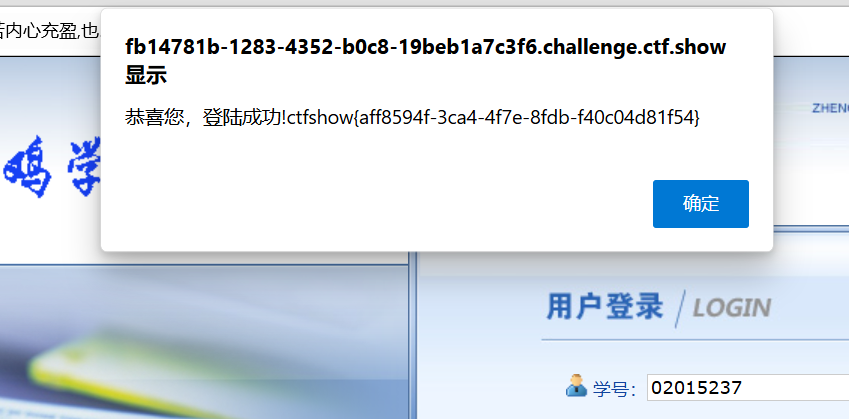 苦内心充盈,也
fb14781b-1283-4352-b0c8-19beb1a7c3f6.challenge.ctf.show
显示
恭喜您，登陆成功!ctfshow{aff8594f-3ca4-4f7e-8fdb-f40c04d81f54}
ZHENG
鸡学
确定
用户登录 / LOGIN
学号： 02015237